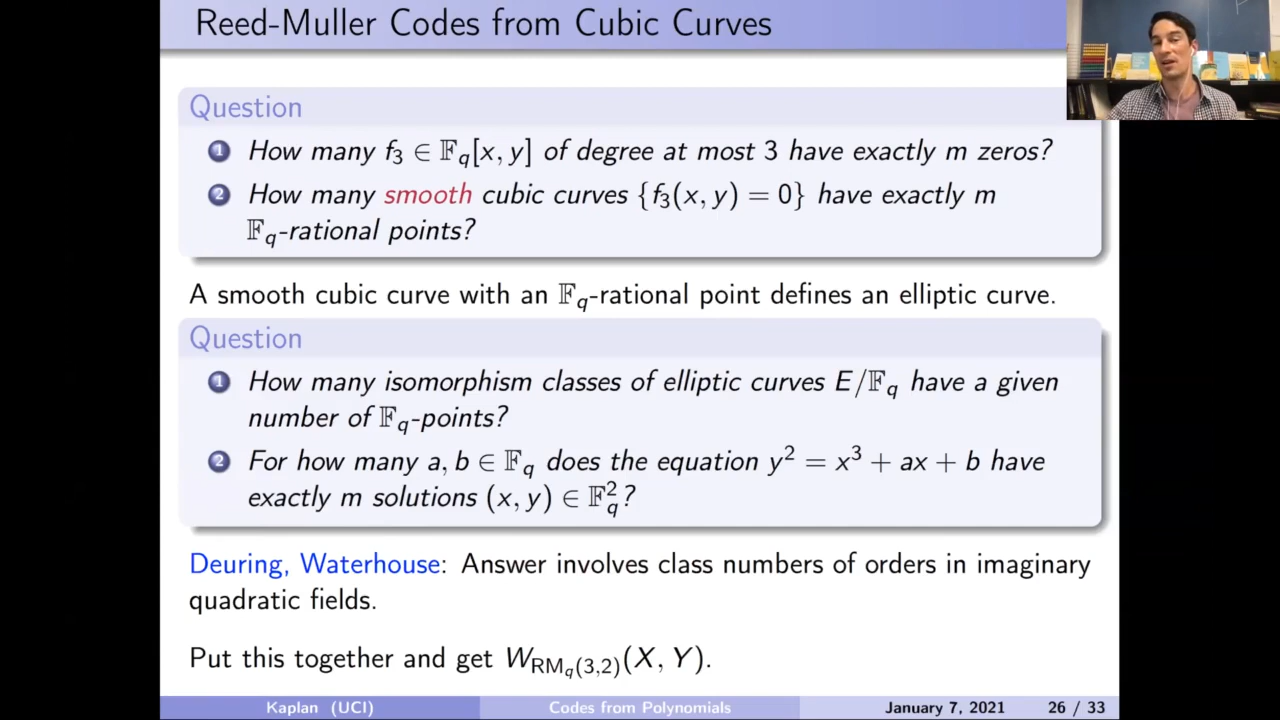 Reed-Muller Codes from Cubic Curves
Question
1 How many f₃ ∈ 𝔽_q[x, y] of degree at most 3 have exactly m zeros?
2 How many smooth cubic curves {f₃(x, y) = 0} have exactly m
𝔽_q-rational points?
A smooth cubic curve with an 𝔽_q-rational point defines an elliptic curve.
Question
1 How many isomorphism classes of elliptic curves E/𝔽_q have a given
number of 𝔽_q-points?
2 For how many a, b ∈ 𝔽_q does the equation y² = x³ + ax + b have
exactly m solutions (x, y) ∈ 𝔽_q²?
Deuring, Waterhouse: Answer involves class numbers of orders in imaginary
quadratic fields.
Put this together and get W_{RM_q(3,2)}(X, Y).
Kaplan (UCI) Codes from Polynomials January 7, 2021 26 / 33